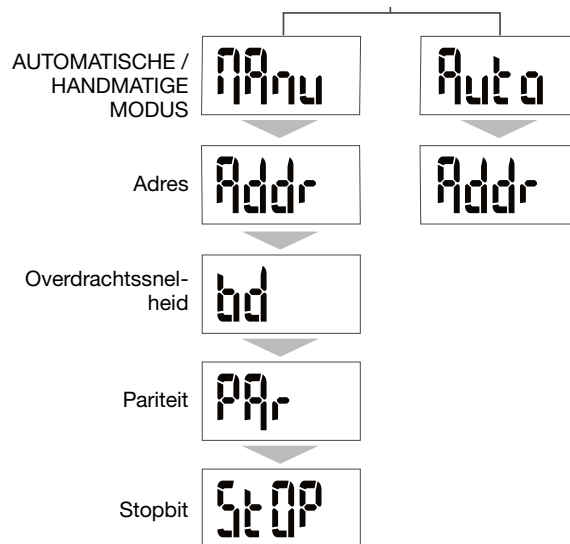 AUTOMATISCHE /
HANDMATIGE
MODUS
MAnu
Auto
Adres
Addr
Addr
Overdrachtssnel-
heid
bd
Pariteit
PAr
Stopbit
StOP